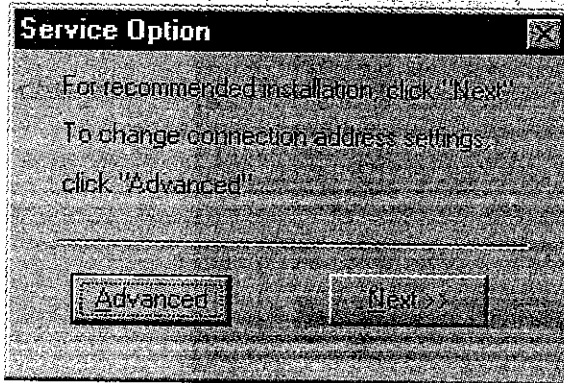 Service Option
For recommended installation, click "Next"
To change connection address settings,
click "Advanced"
Advanced
Next >>